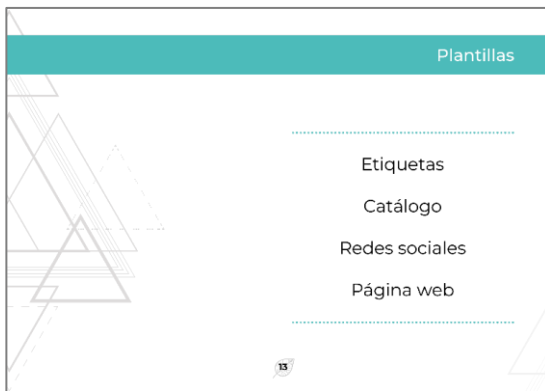 Plantillas
Etiquetas
Catálogo
Redes sociales
Página web
13